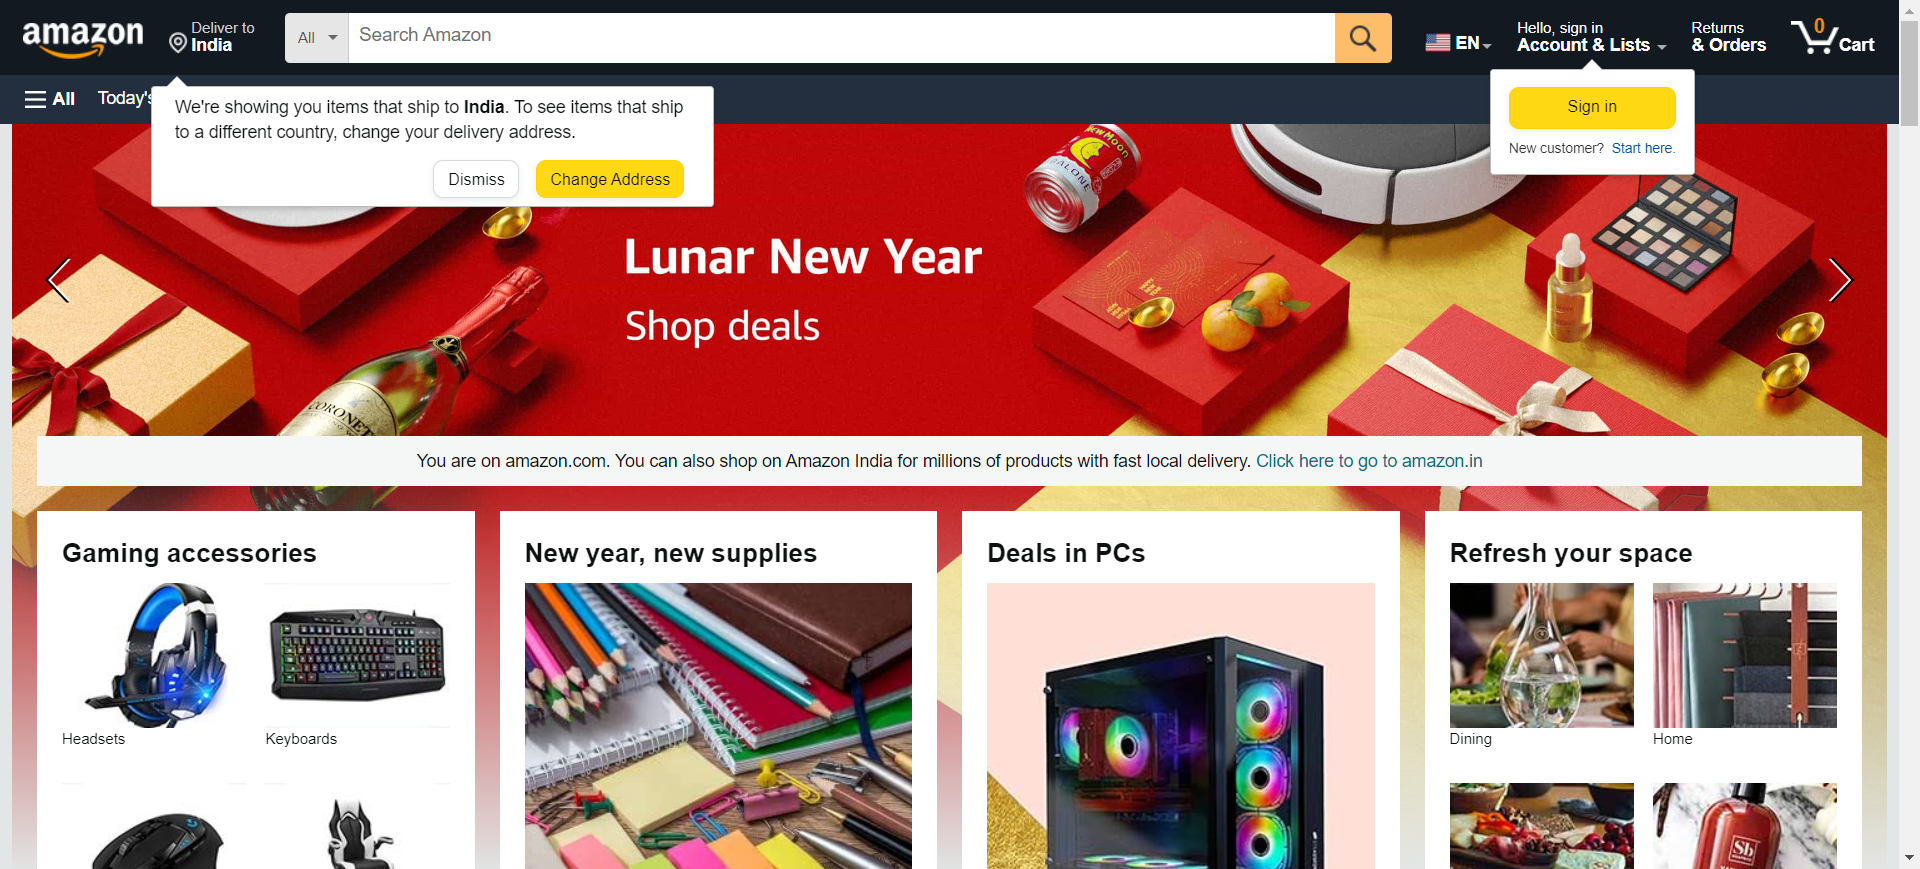 amazon
Deliver to
India
All
Search Amazon
EN
Hello, sign in
Account & Lists
Returns
& Orders
0
Cart
All
Today's
We're showing you items that ship to India. To see items that ship
to a different country, change your delivery address.
Dismiss
Change Address
Sign in
New customer? Start here.
New Moon
ABALONE
Lunar New Year
Shop deals
CORONET
You are on amazon.com. You can also shop on Amazon India for millions of products with fast local delivery. Click here to go to amazon.in
Gaming accessories
New year, new supplies
Deals in PCs
Refresh your space
Headsets
Keyboards
Dining
Home
Sb